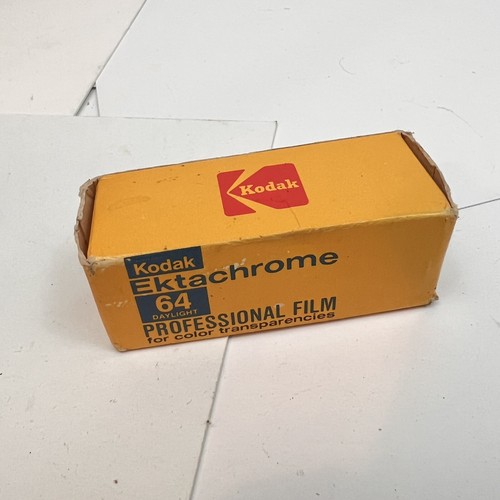 Kodak
Kodak
Ektachrome
64
DAYLIGHT
PROFESSIONAL FILM
for color transparencies